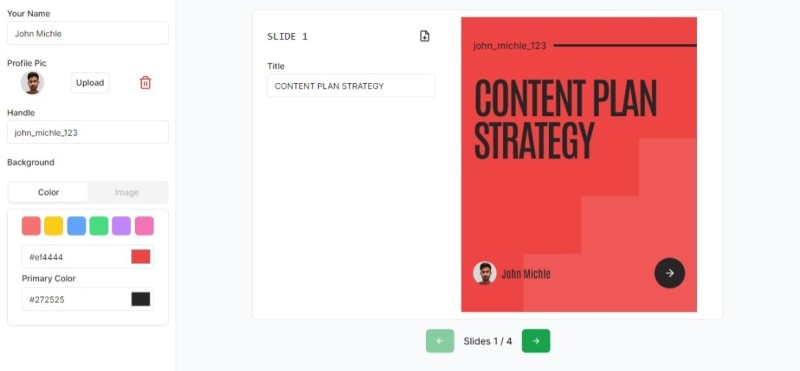 Your Name
John Michle
Profile Pic
Upload
Handle
john_michle_123
Background
Color
Image
#ef4444
Primary Color
#272525
SLIDE 1
Title
CONTENT PLAN STRATEGY
john_michle_123
CONTENT PLAN
STRATEGY
John Michle
Slides 1 / 4